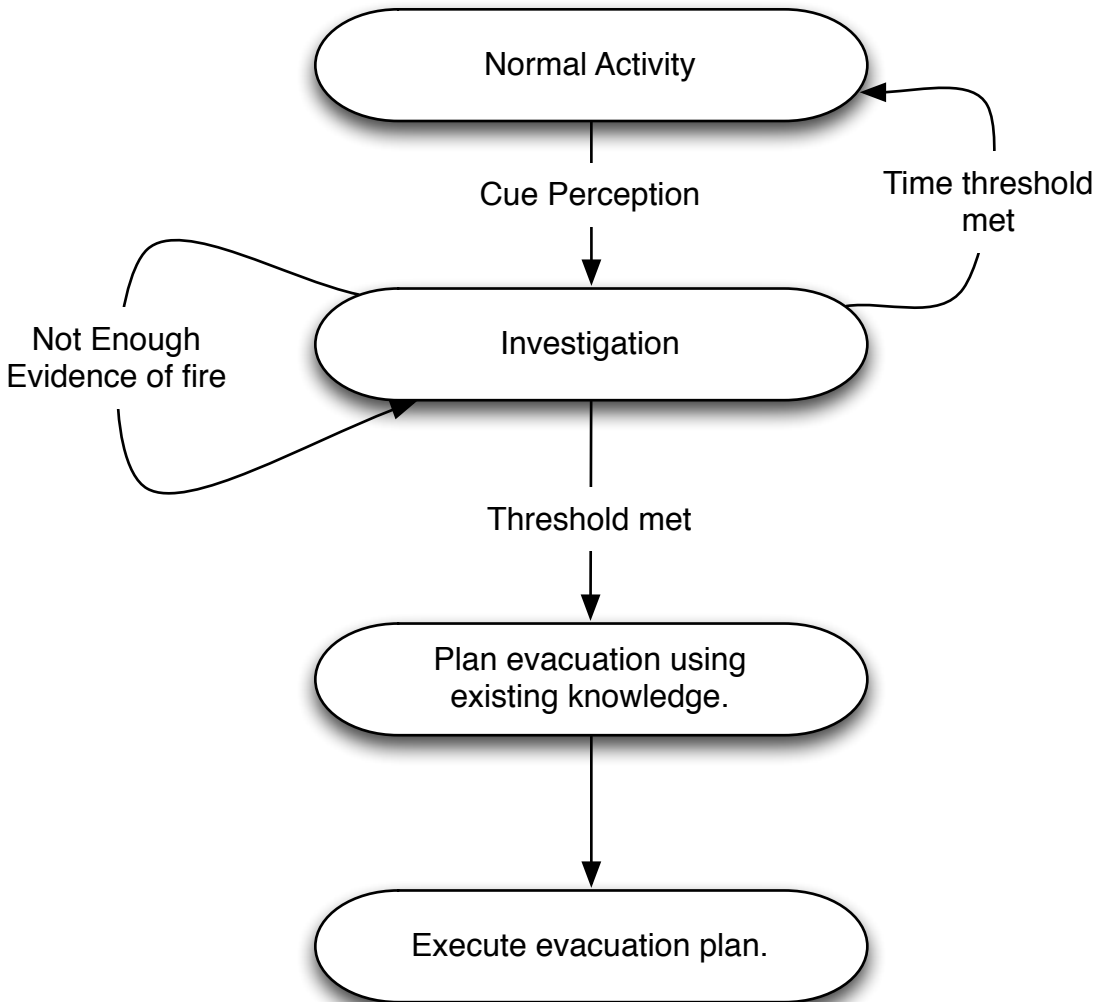 Normal Activity
Cue Perception
Time threshold
met
Investigation
Not Enough
Evidence of fire
Threshold met
Plan evacuation using
existing knowledge.
Execute evacuation plan.